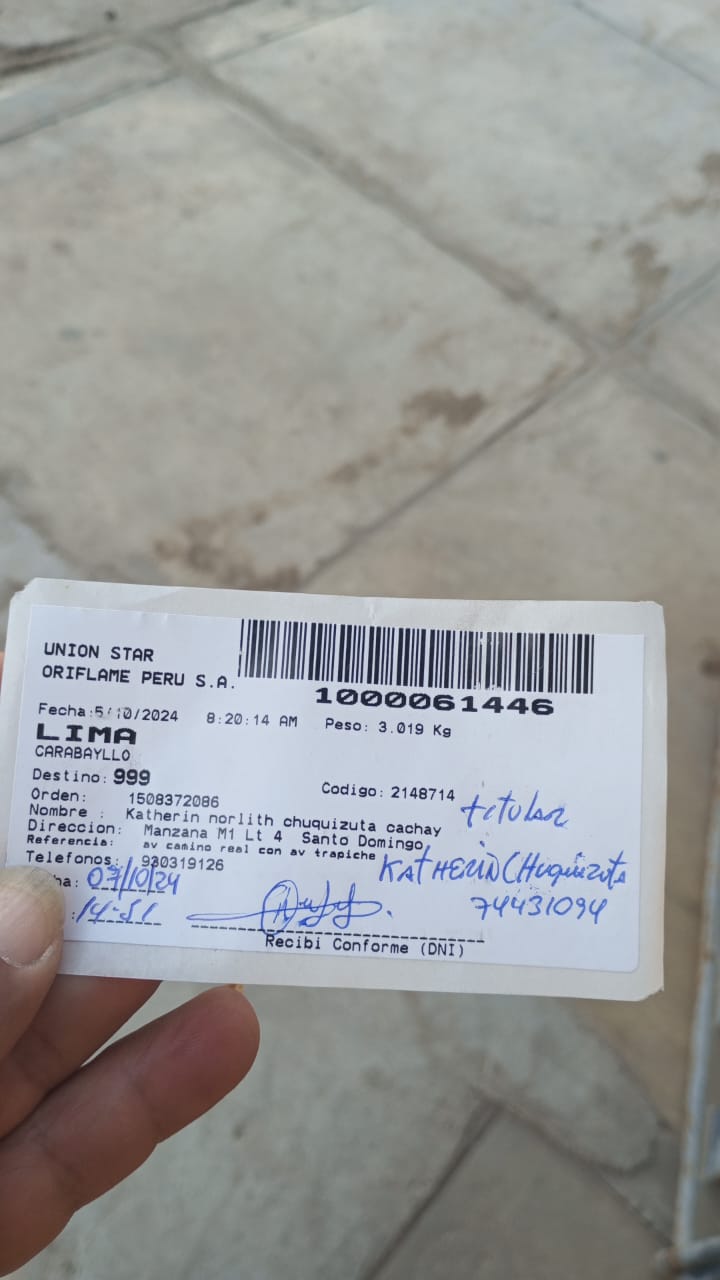 UNION STAR
ORIFLAME PERU S.A.
1000061446
Fecha:5/10/2024 8:20:14 AM Peso: 3.019 Kg
LIMA
CARABAYLLO
Destino: 999
Codigo: 2148714
titular
Orden: 1508372086
Nombre : Katherin norlith chuquizuta cachay
Direccion: Manzana M1 Lt 4 Santo Domingo
Referencia: av camino real con av trapiche
KATHERIN CHuquizuta
Telefonos: 930319126
ha: 07/10/24
74431094
: 14:51
Recibi Conforme (DNI)